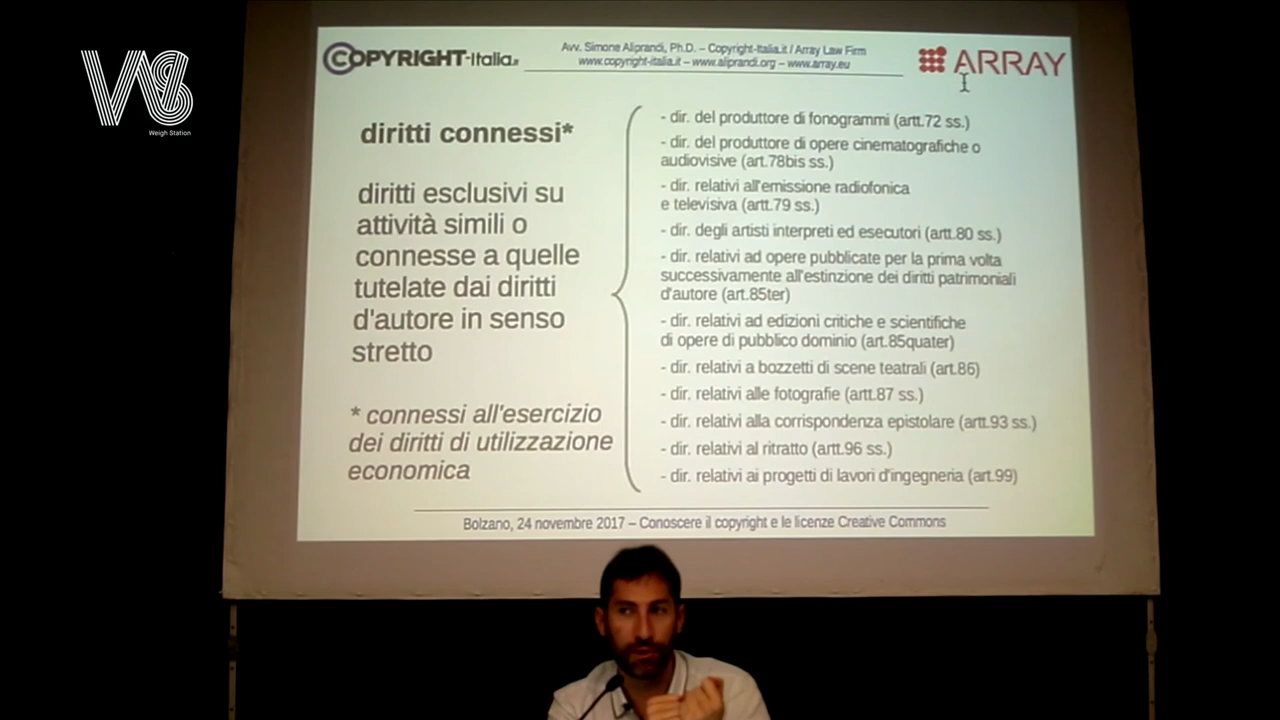 WS
Weigh Station
COPYRIGHT-Italia.it
Avv. Simone Aliprandi, Ph.D. – Copyright-Italia.it / Array Law Firm
www.copyright-italia.it – www.aliprandi.org – www.array.eu
ARRAY
diritti connessi*
diritti esclusivi su
attività simili o
connesse a quelle
tutelate dai diritti
d'autore in senso
stretto
* connessi all'esercizio
dei diritti di utilizzazione
economica
- dir. del produttore di fonogrammi (artt.72 ss.)
- dir. del produttore di opere cinematografiche o
audiovisive (art.78bis ss.)
- dir. relativi all'emissione radiofonica
e televisiva (artt.79 ss.)
- dir. degli artisti interpreti ed esecutori (artt.80 ss.)
- dir. relativi ad opere pubblicate per la prima volta
successivamente all'estinzione dei diritti patrimoniali
d'autore (art.85ter)
- dir. relativi ad edizioni critiche e scientifiche
di opere di pubblico dominio (art.85quater)
- dir. relativi a bozzetti di scene teatrali (art.86)
- dir. relativi alle fotografie (artt.87 ss.)
- dir. relativi alla corrispondenza epistolare (artt.93 ss.)
- dir. relativi al ritratto (artt.96 ss.)
- dir. relativi ai progetti di lavori d'ingegneria (art.99)
Bolzano, 24 novembre 2017 – Conoscere il copyright e le licenze Creative Commons